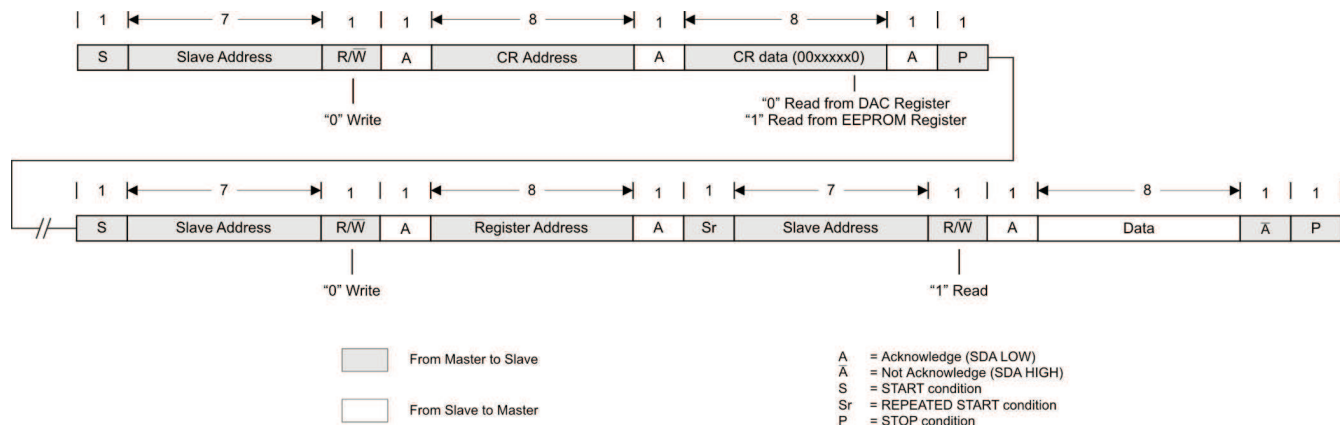 1 7 1 1 8 1 8 1 1
S Slave Address R/W̅ A CR Address A CR data (00xxxxx0) A P
"0" Write
"0" Read from DAC Register
"1" Read from EEPROM Register
1 7 1 1 8 1 1 7 1 1 8 1 1
S Slave Address R/W̅ A Register Address A Sr Slave Address R/W̅ A Data A̅ P
"0" Write
"1" Read
From Master to Slave
From Slave to Master
A = Acknowledge (SDA LOW)
A̅ = Not Acknowledge (SDA HIGH)
S = START condition
Sr = REPEATED START condition
P = STOP condition